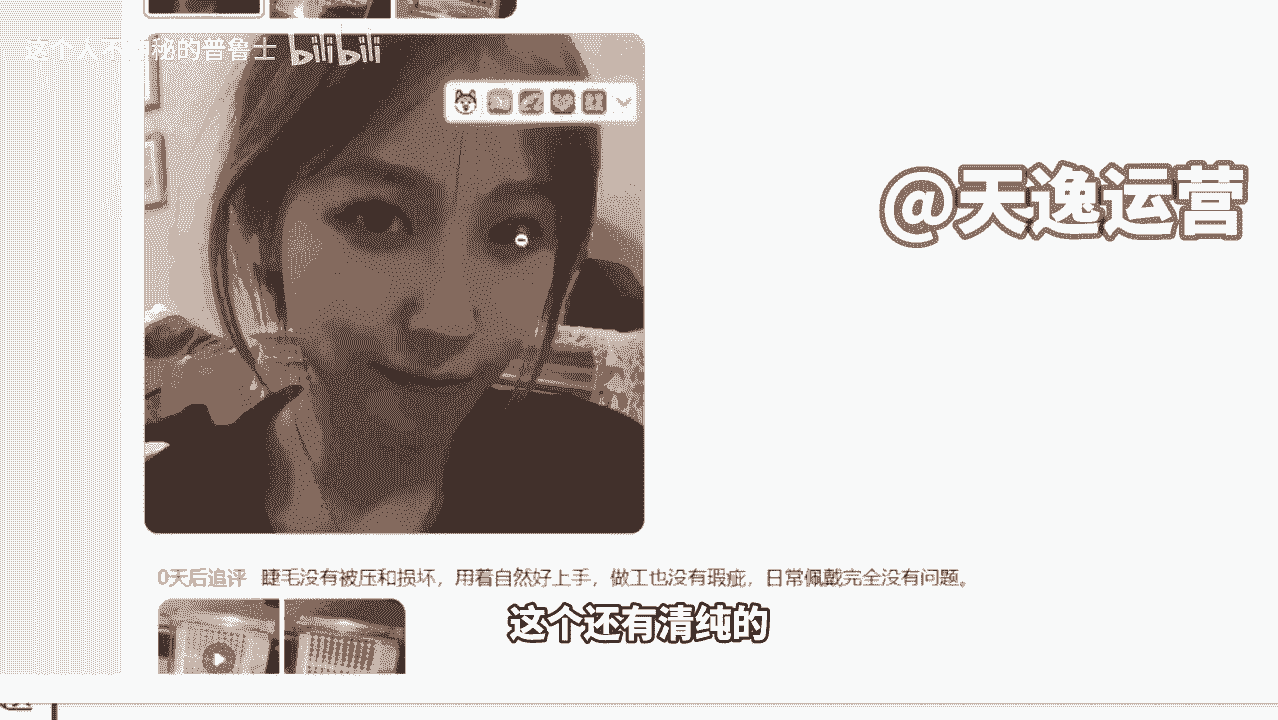 这个人不神秘的普鲁士 bilibili
@天逸运营
0天后追评 睫毛没有被压和损坏，用着自然好上手，做工也没有瑕疵，日常佩戴完全没有问题。
这个还有清纯的